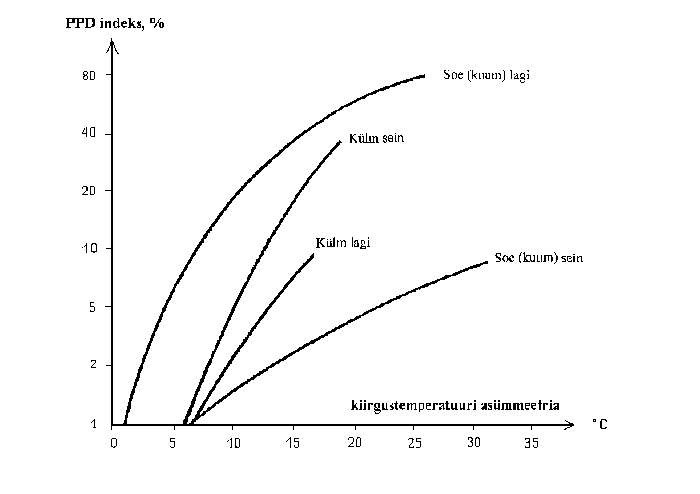 PPD indeks, %
80
Soe (kuum) lagi
40
Külm sein
20
Külm lagi
10
Soe (kuum) sein
5
2
kiirgustemperatuuri asümmeetria
1
°C
0 5 10 15 20 25 30 35